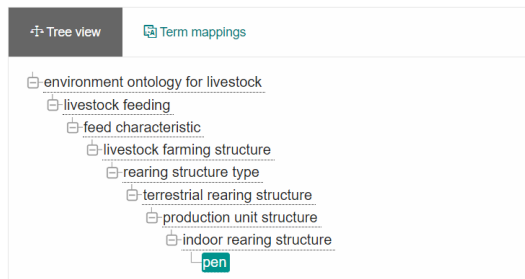 Tree view
Term mappings
environment ontology for livestock
livestock feeding
feed characteristic
livestock farming structure
rearing structure type
terrestrial rearing structure
production unit structure
indoor rearing structure
pen